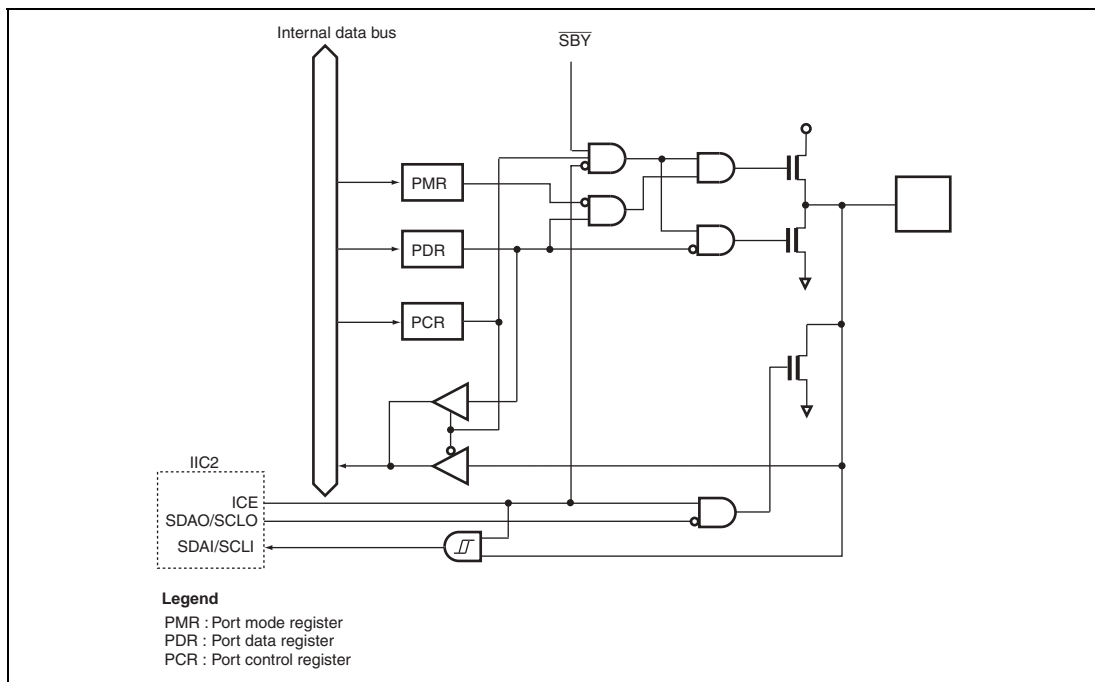 Internal data bus
SBY
PMR
PDR
PCR
IIC2
ICE
SDAO/SCLO
SDAI/SCLI
Legend
PMR : Port mode register
PDR : Port data register
PCR : Port control register